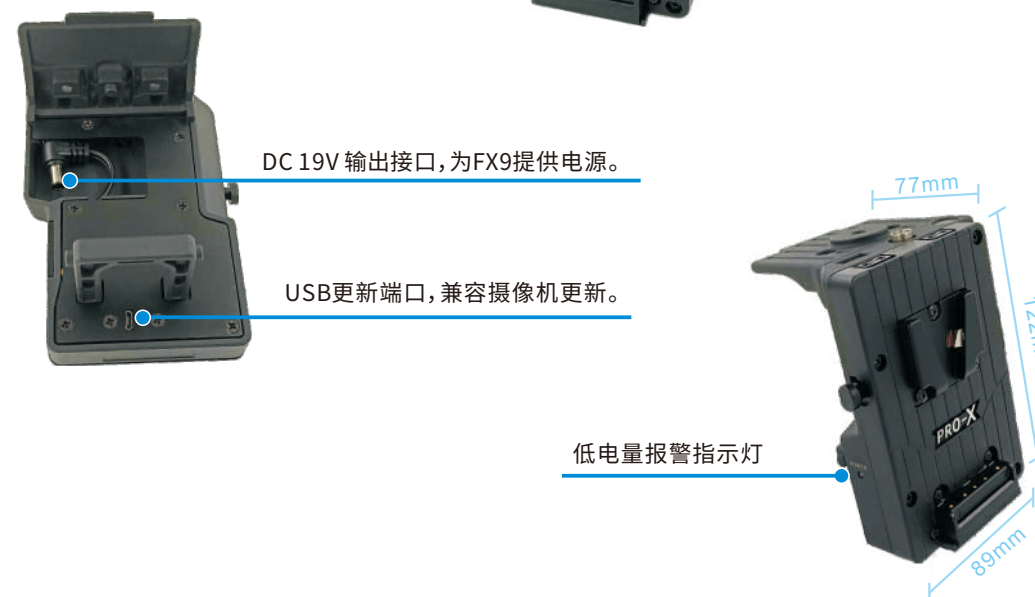 DC 19V 输出接口，为FX9提供电源。
77mm
USB更新端口，兼容摄像机更新。
PRO-X
低电量报警指示灯
89mm